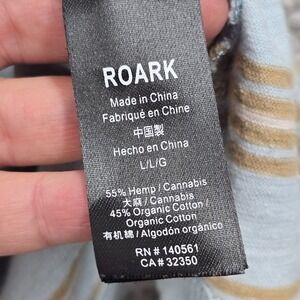 ROARK
Made in China
Fabriqué en Chine
中国製
Hecho en China
L/L/G
55% Hemp / Cannabis
大麻 / Cannabis
45% Organic Cotton /
Organic Cotton
有机棉 / Algodón orgánico
RN# 140561
CA# 32350